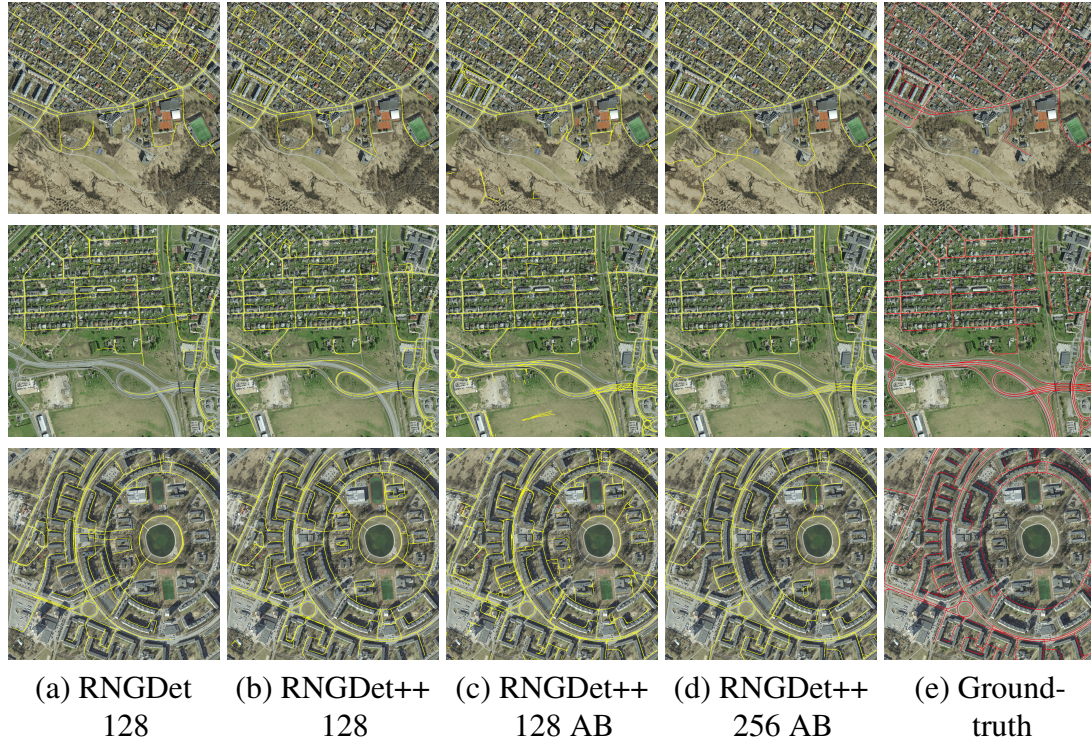 (a) RNGDet
128
(b) RNGDet++
128
(c) RNGDet++
128 AB
(d) RNGDet++
256 AB
(e) Ground-
truth